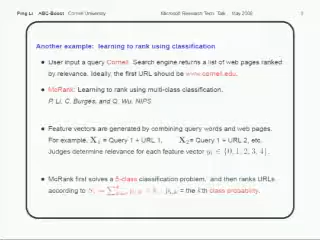 Ping Li ABC-Boost Cornell University Microsoft Research Tech. Talk May 2008
Another example: learning to rank using classification
• User input a query Cornell. Search engine returns a list of web pages ranked
by relevance. Ideally, the first URL should be www.cornell.edu.
• McRank: Learning to rank using multi-class classification.
P. Li, C. Burges, and Q. Wu. NIPS
• Feature vectors are generated by combining query words and web pages.
For example, X₁ = Query 1 + URL 1, X₂ = Query 1 + URL 2, etc.
Judges determine relevance for each feature vector yᵢ ∈ {0, 1, 2, 3, 4}.
• McRank first solves a 5-class classification problem, and then ranks URLs
according to = the kth class probability.